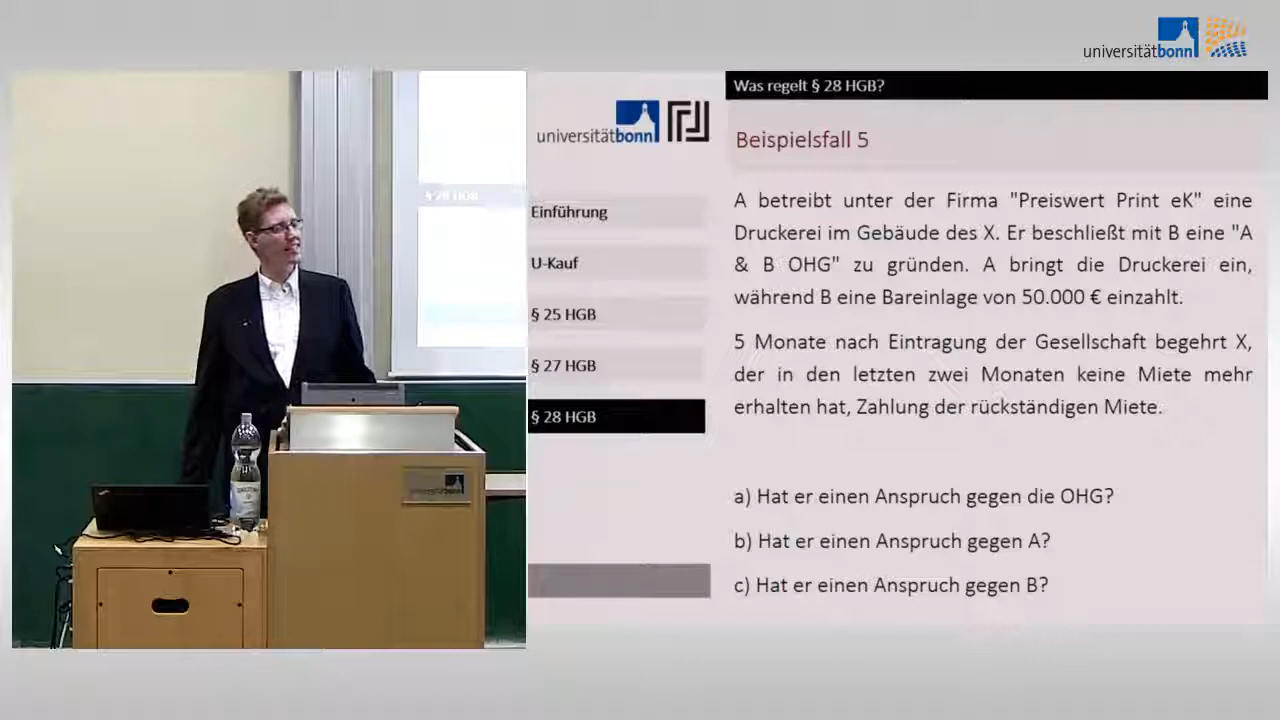 universitätbonn
Was regelt § 28 HGB?
universitätbonn
Beispielsfall 5
Einführung
U-Kauf
§ 25 HGB
§ 27 HGB
§ 28 HGB
A betreibt unter der Firma "Preiswert Print eK" eine
Druckerei im Gebäude des X. Er beschließt mit B eine "A
& B OHG" zu gründen. A bringt die Druckerei ein,
während B eine Bareinlage von 50.000 € einzahlt.
5 Monate nach Eintragung der Gesellschaft begehrt X,
der in den letzten zwei Monaten keine Miete mehr
erhalten hat, Zahlung der rückständigen Miete.
a) Hat er einen Anspruch gegen die OHG?
b) Hat er einen Anspruch gegen A?
c) Hat er einen Anspruch gegen B?
§ 28 HGB
universitätbonn